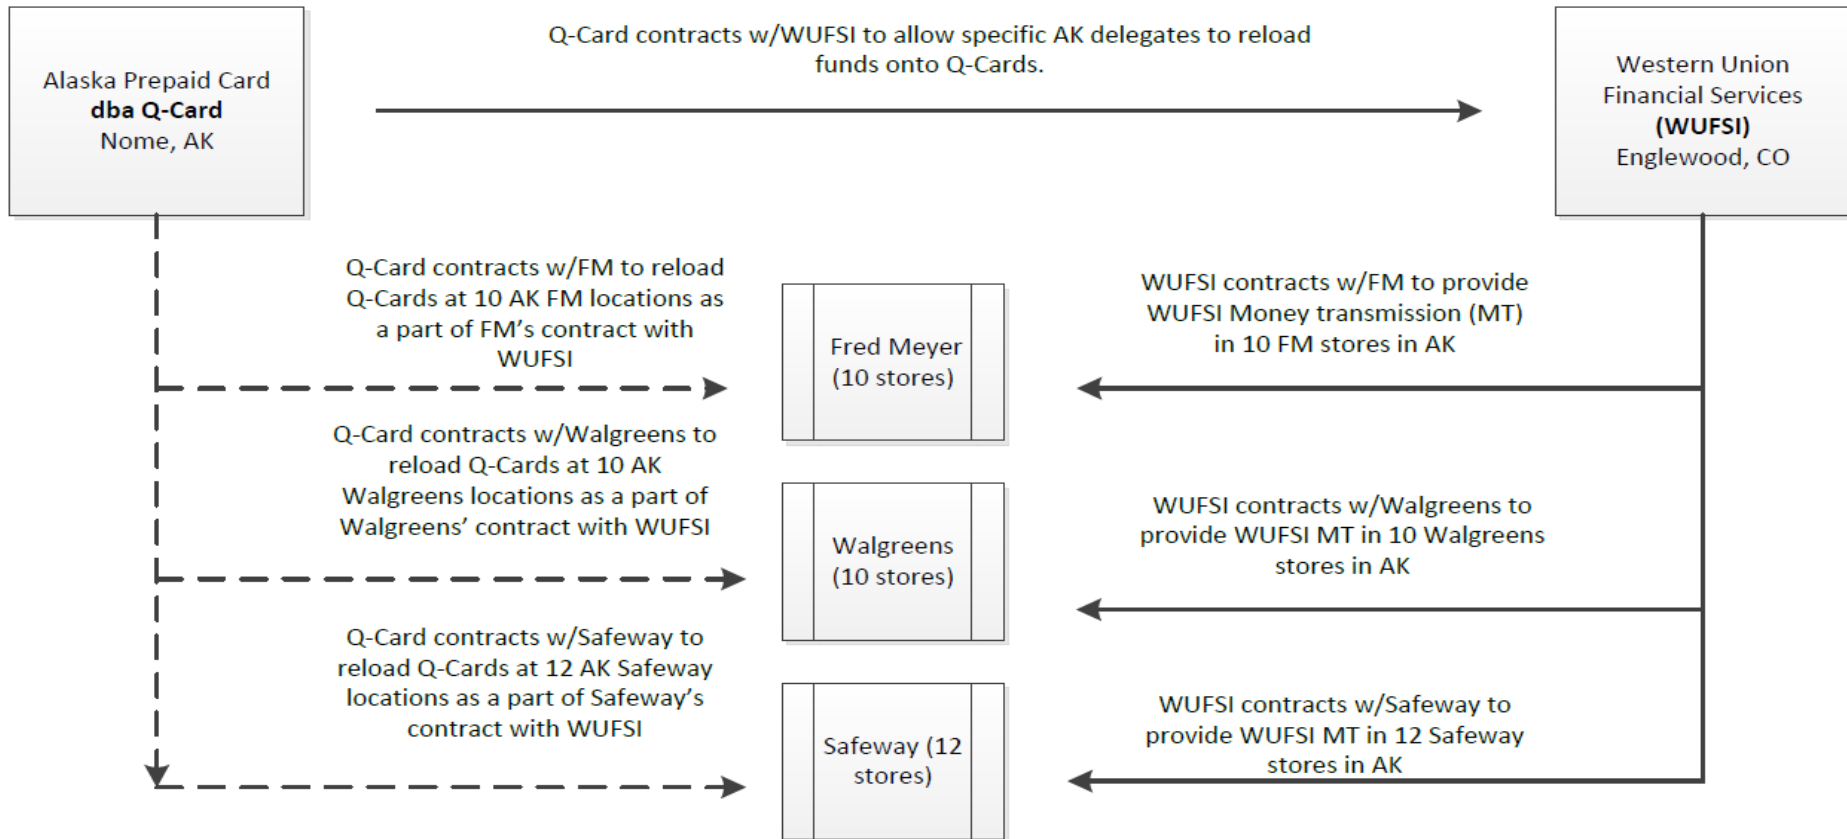 Alaska Prepaid Card
dba Q-Card
Nome, AK
Q-Card contracts w/WUFSI to allow specific AK delegates to reload
funds onto Q-Cards.
Western Union
Financial Services
(WUFSI)
Englewood, CO
Q-Card contracts w/FM to reload
Q-Cards at 10 AK FM locations as
a part of FM’s contract with
WUFSI
Fred Meyer
(10 stores)
WUFSI contracts w/FM to provide
WUFSI Money transmission (MT)
in 10 FM stores in AK
Q-Card contracts w/Walgreens to
reload Q-Cards at 10 AK
Walgreens locations as a part of
Walgreens’ contract with WUFSI
Walgreens
(10 stores)
WUFSI contracts w/Walgreens to
provide WUFSI MT in 10 Walgreens
stores in AK
Q-Card contracts w/Safeway to
reload Q-Cards at 12 AK Safeway
locations as a part of Safeway’s
contract with WUFSI
Safeway (12
stores)
WUFSI contracts w/Safeway to
provide WUFSI MT in 12 Safeway
stores in AK